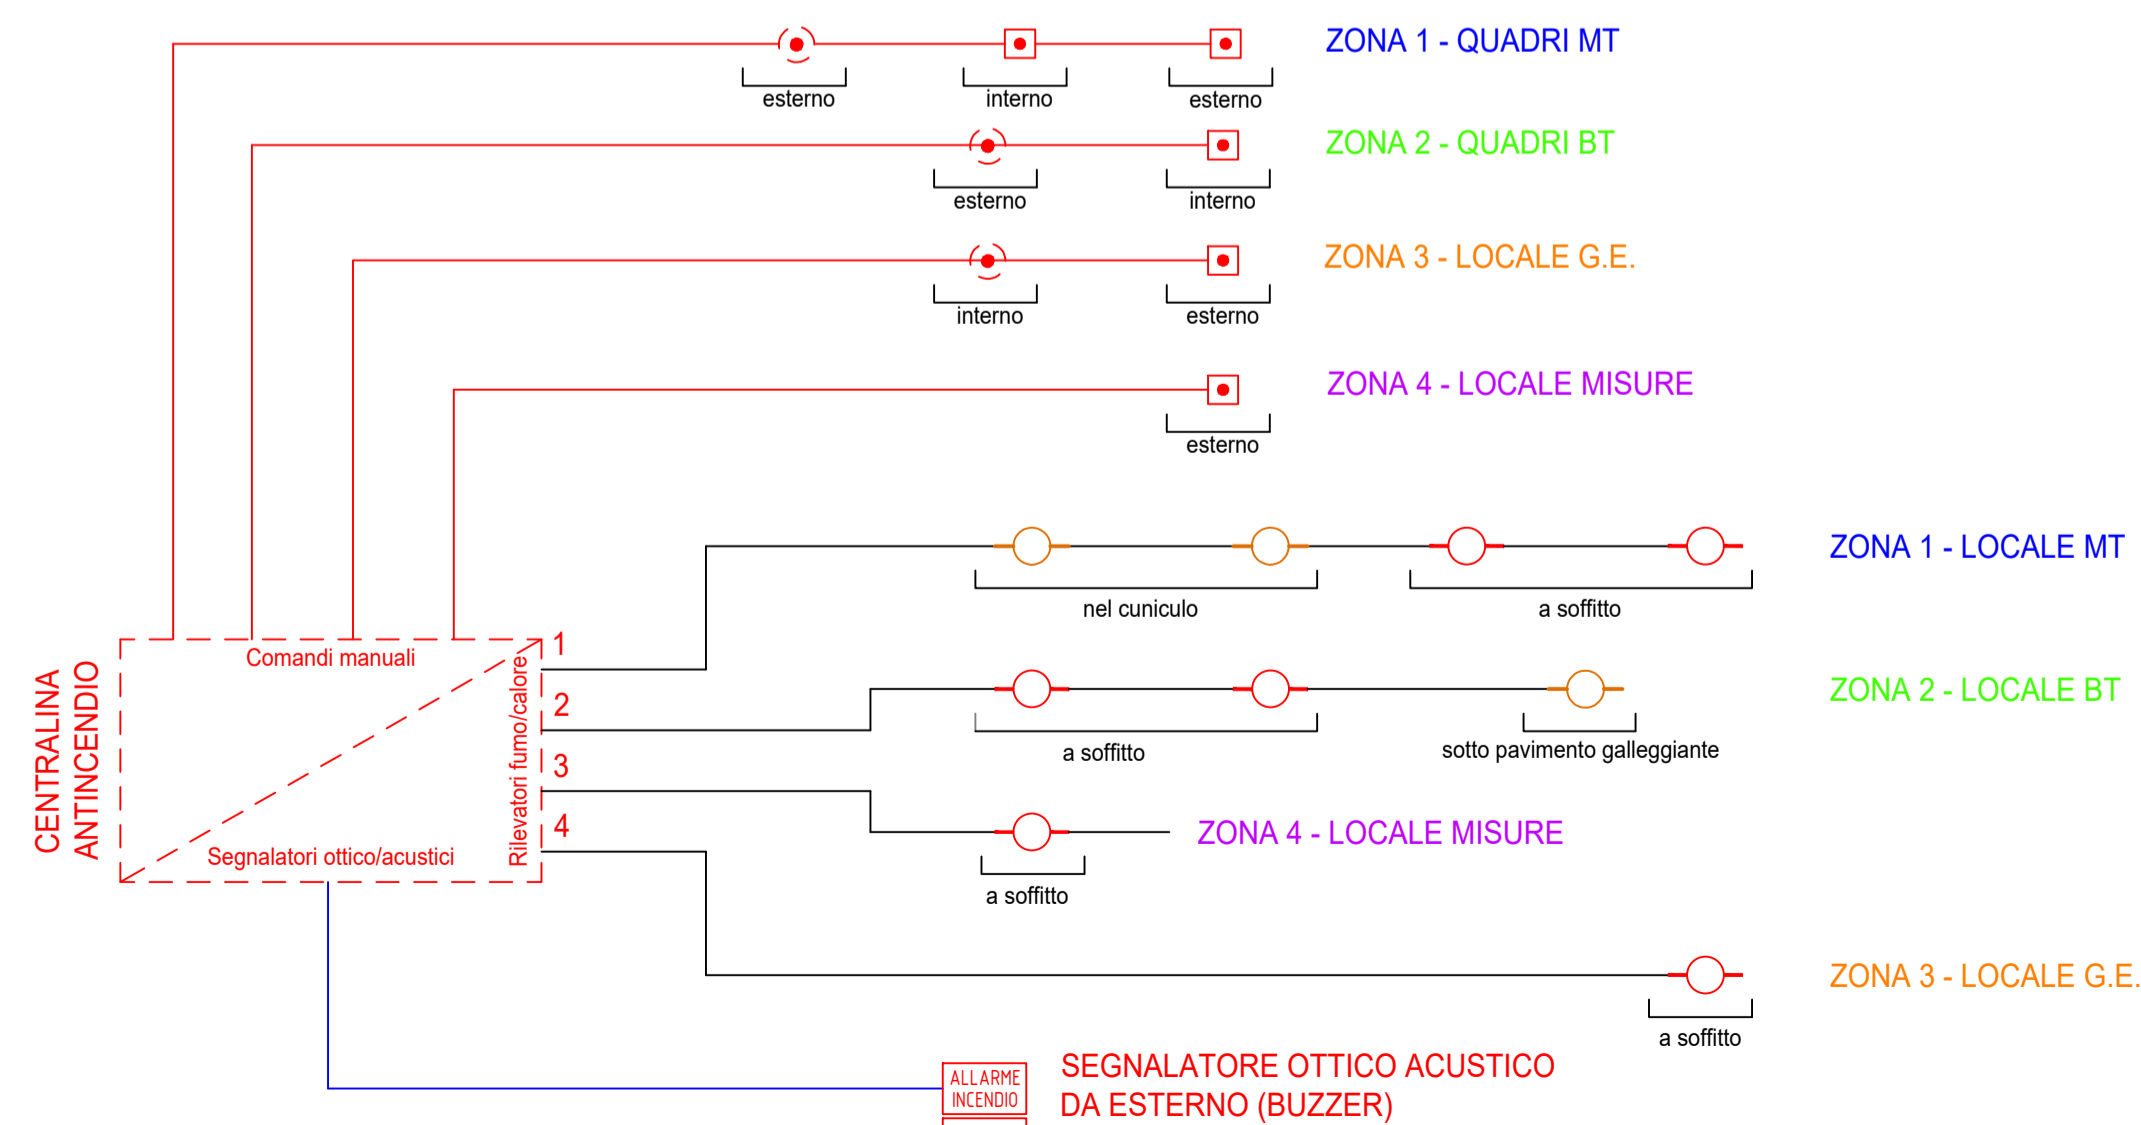 ZONA 1 - QUADRI MT
esterno
interno
esterno
ZONA 2 - QUADRI BT
esterno
interno
ZONA 3 - LOCALE G.E.
interno
esterno
ZONA 4 - LOCALE MISURE
esterno
ZONA 1 - LOCALE MT
nel cuniculo
a soffitto
CENTRALINA
ANTINCENDIO
Comandi manuali
Rilevatori fumo/calore
Segnalatori ottico/acustici
1
2
3
4
ZONA 2 - LOCALE BT
a soffitto
sotto pavimento galleggiante
ZONA 4 - LOCALE MISURE
a soffitto
ZONA 3 - LOCALE G.E.
a soffitto
ALLARME
INCENDIO
SEGNALATORE OTTICO ACUSTICO
DA ESTERNO (BUZZER)